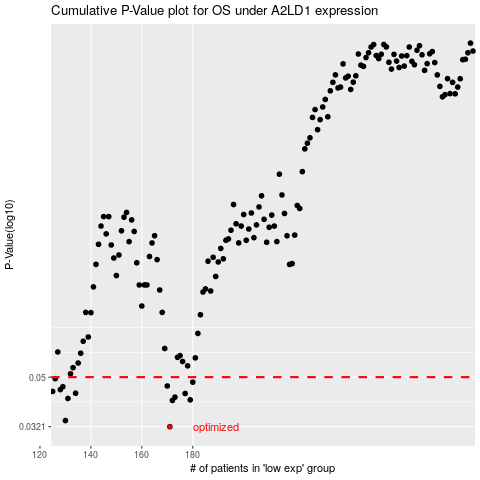 Cumulative P-Value plot for OS under A2LD1 expression
P-Value(log10)
0.05
0.0321
optimized
120 140 160 180
# of patients in 'low exp' group